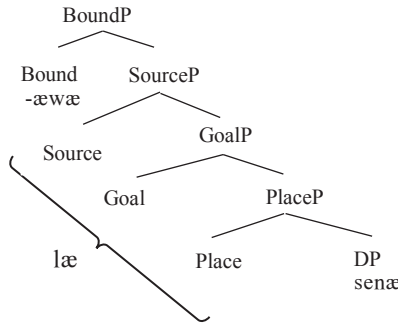 BoundP
Bound SourceP
-æwæ
Source GoalP
Goal PlaceP
læ Place DP
senæ